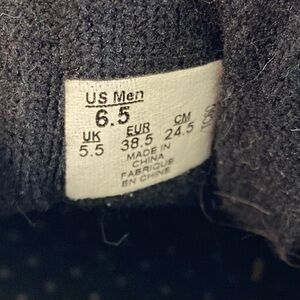 US Men
6.5
UK EUR CM
5.5 38.5 24.5
MADE IN
CHINA
FABRIQUE
EN CHINE